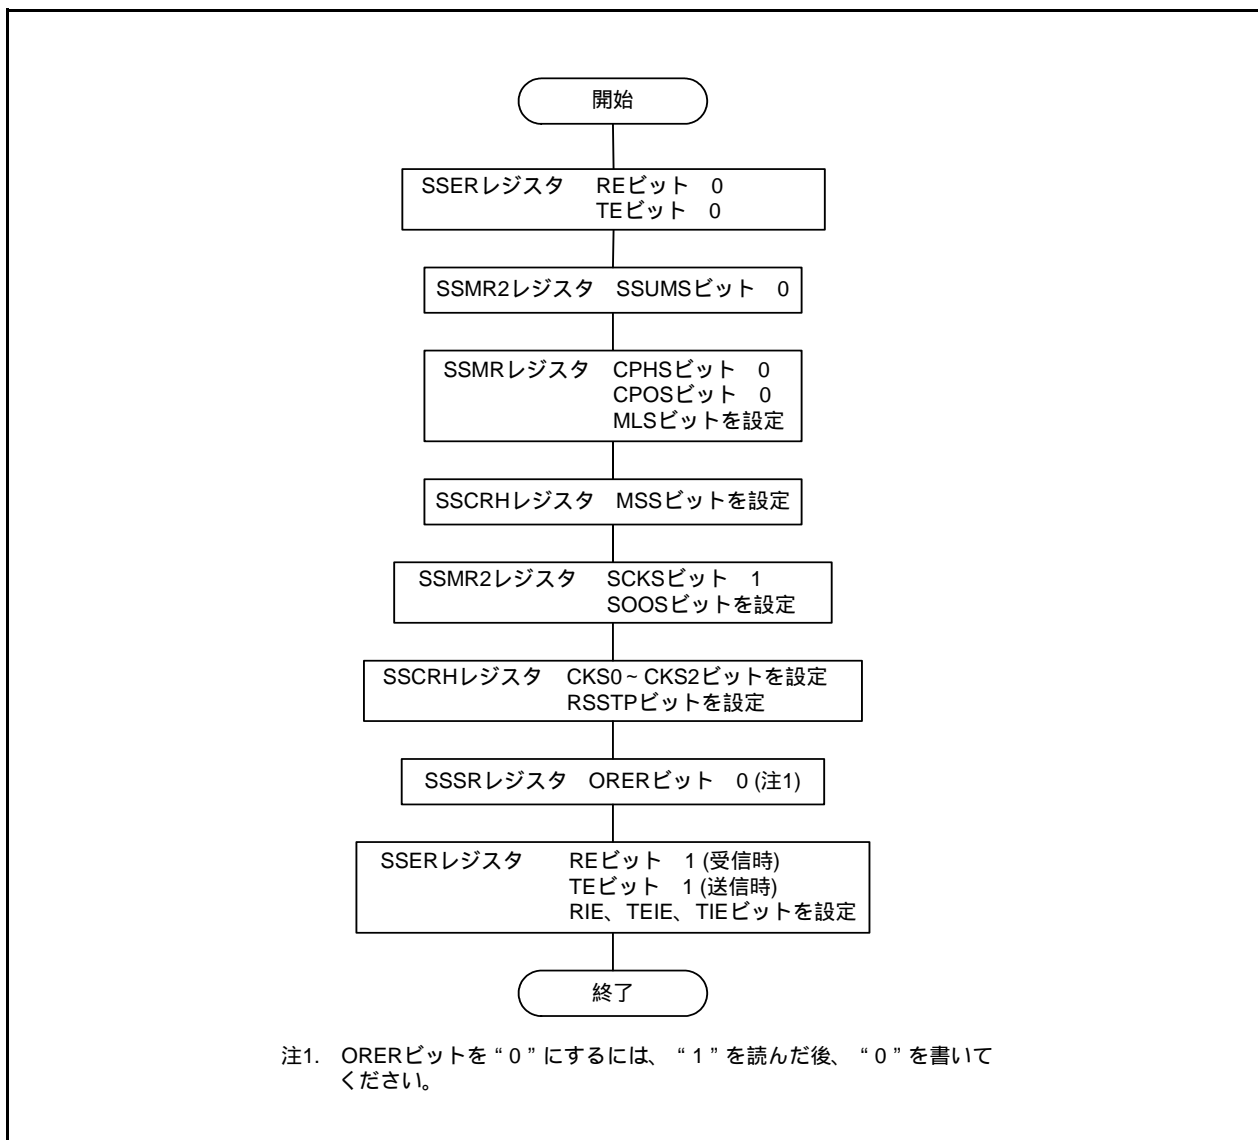 開始
SSERレジスタ REビット 0
TEビット 0
SSMR2レジスタ SSUMSビット 0
SSMRレジスタ CPHSビット 0
CPOSビット 0
MLSビットを設定
SSCRHレジスタ MSSビットを設定
SSMR2レジスタ SCKSビット 1
SOOSビットを設定
SSCRHレジスタ CKS0～CKS2ビットを設定
RSSTPビットを設定
SSSRレジスタ ORERビット 0 (注1)
SSERレジスタ REビット 1 (受信時)
TEビット 1 (送信時)
RIE、TEIE、TIEビットを設定
終了
注1. ORERビットを“0”にするには、“1”を読んだ後、“0”を書いて
ください。